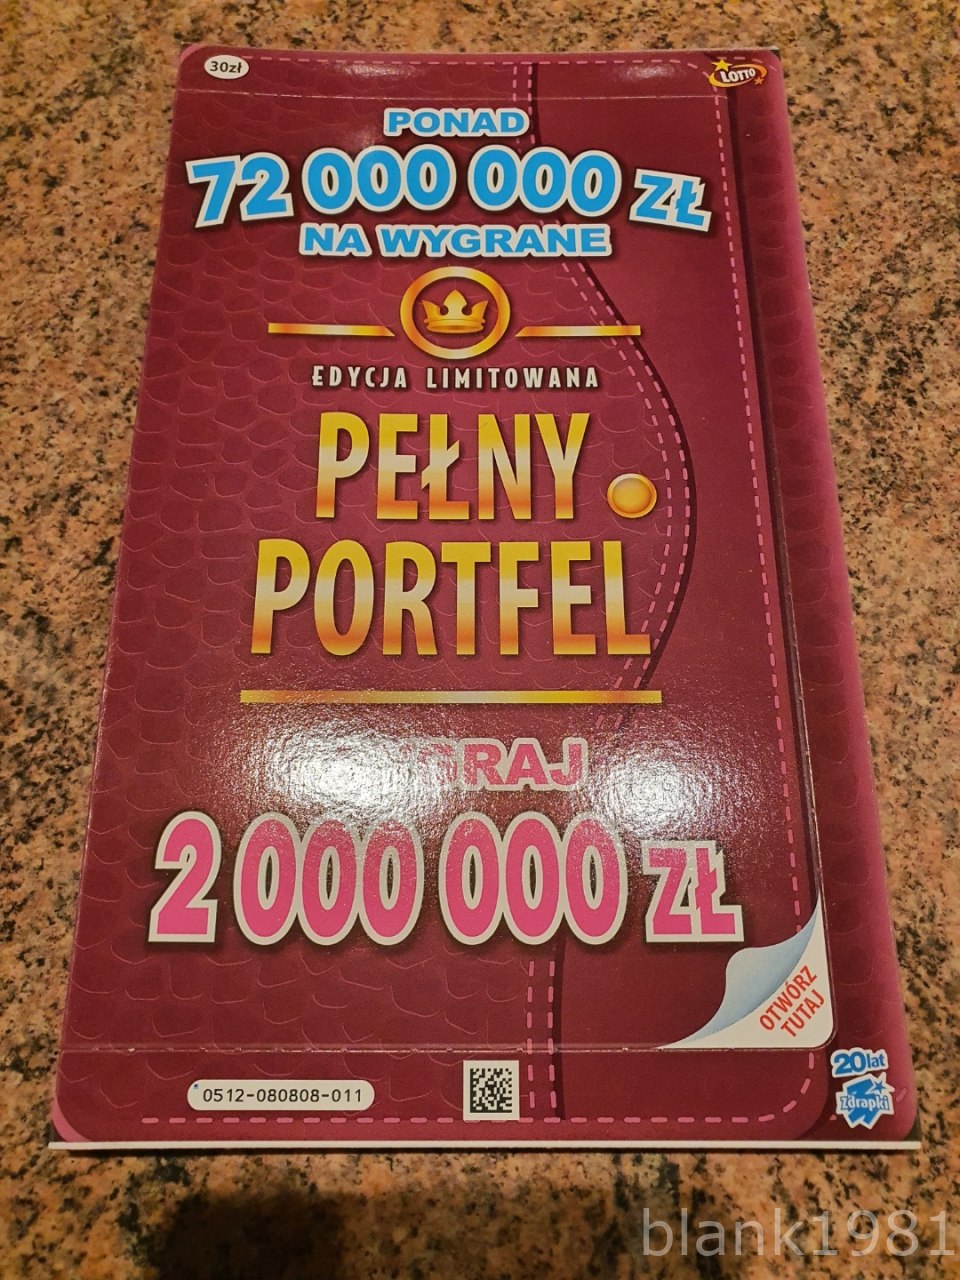 30zł
LOTTO
PONAD
72 000 000 ZŁ
NA WYGRANE
EDYCJA LIMITOWANA
PEŁNY
PORTFEL
GRAJ
2 000 000 ZŁ
OTWÓRZ
TUTAJ
20 lat
Zdrapki
0512-080808-011
blank1981